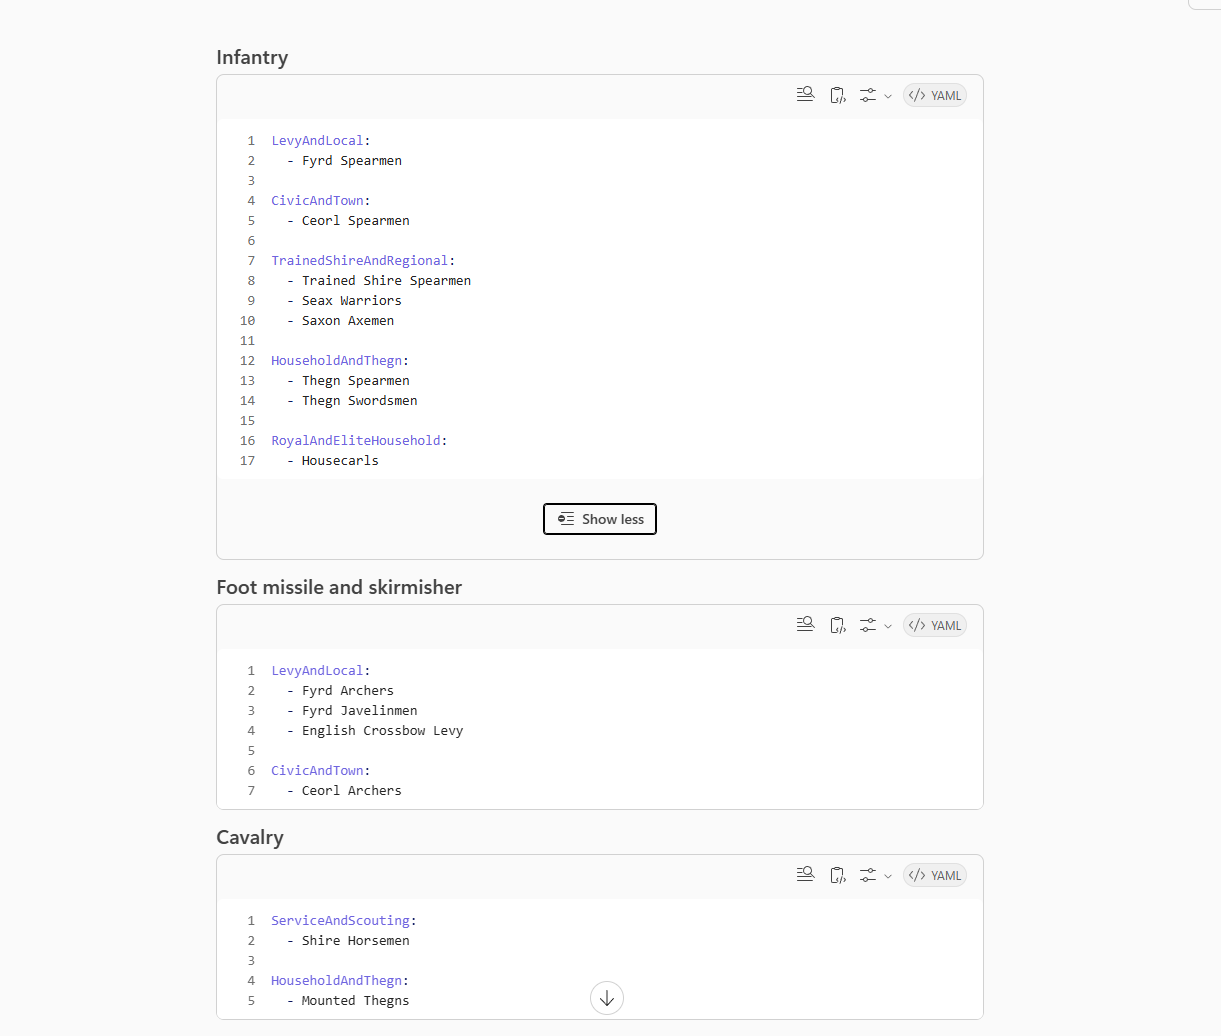 Infantry
</> YAML
1 LevyAndLocal:
2   - Fyrd Spearmen
3
4 CivicAndTown:
5   - Ceorl Spearmen
6
7 TrainedShireAndRegional:
8   - Trained Shire Spearmen
9   - Seax Warriors
10   - Saxon Axemen
11
12 HouseholdAndThegn:
13   - Thegn Spearmen
14   - Thegn Swordsmen
15
16 RoyalAndEliteHousehold:
17   - Housecarls
Show less
Foot missile and skirmisher
</> YAML
1 LevyAndLocal:
2   - Fyrd Archers
3   - Fyrd Javelinmen
4   - English Crossbow Levy
5
6 CivicAndTown:
7   - Ceorl Archers
Cavalry
</> YAML
1 ServiceAndScouting:
2   - Shire Horsemen
3
4 HouseholdAndThegn:
5   - Mounted Thegns